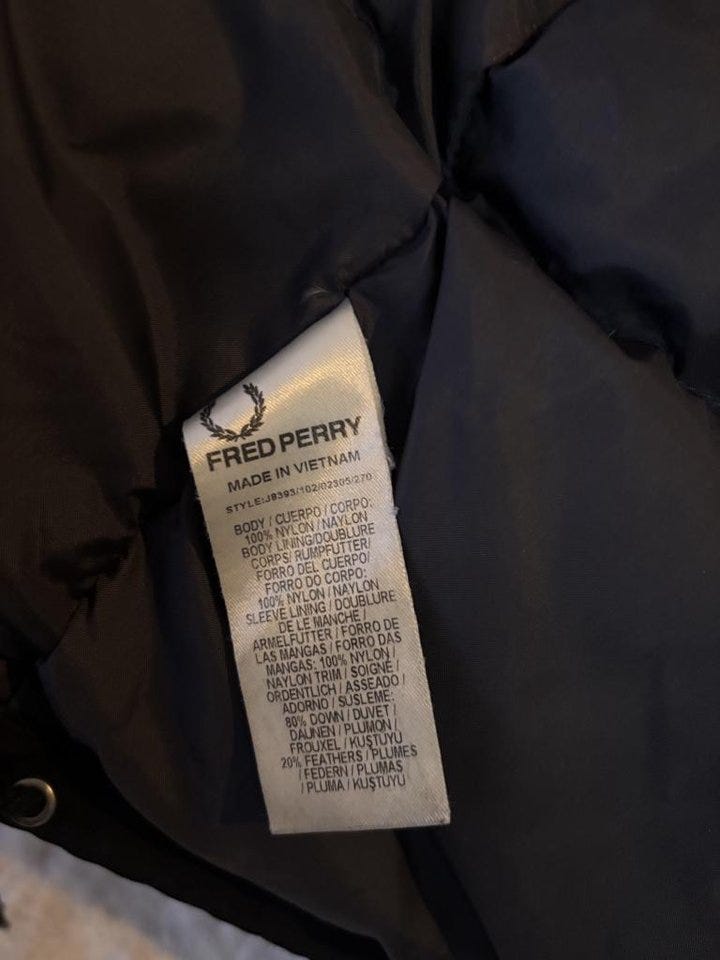 FRED PERRY
MADE IN VIETNAM
STYLE:J9393/102/02305/270
BODY / CUERPO / CORPO:
100% NYLON / NAYLON
BODY LINING/DOUBLURE
CORPS/ RUMPFUTTER/
FORRO DEL CUERPO/
FORRO DO CORPO:
100% NYLON / NAYLON
SLEEVE LINING / DOUBLURE
DE LE MANCHE /
ARMELFUTTER / FORRO DE
LAS MANGAS / FORRO DAS
MANGAS: 100% NYLON /
NAYLON TRIM / SOIGNÉ /
ORDENTLICH / ASSEADO /
ADORNO / SÜSLEME:
80% DOWN / DUVET /
DAUNEN / PLUMON /
FROUXEL / KUŞTUYU
20% FEATHERS / PLUMES
/ FEDERN / PLUMAS
/ PLUMA / KUŞTUYU